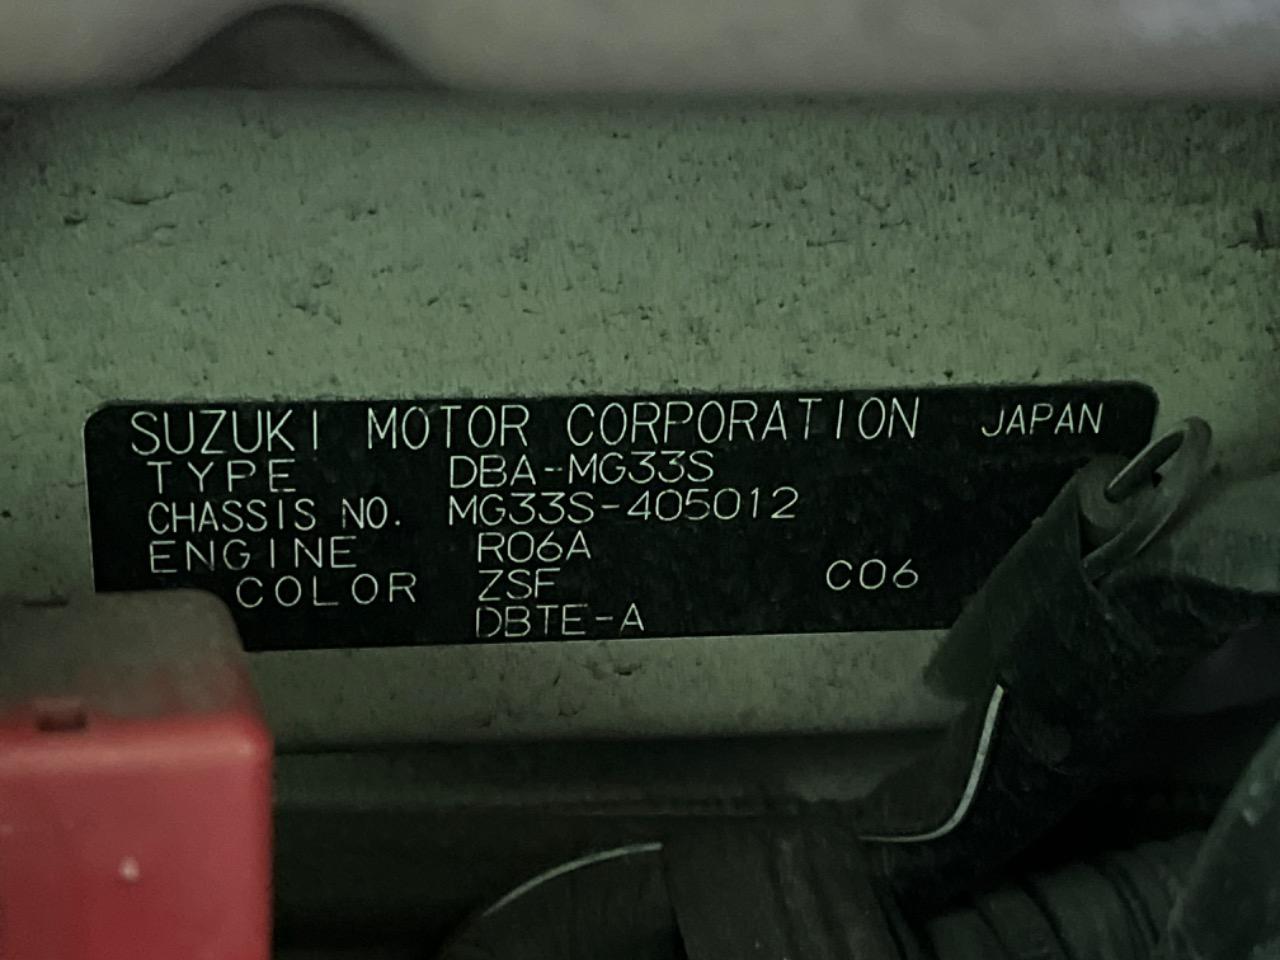 SUZUKI MOTOR CORPORATION JAPAN
TYPE DBA-MG33S
CHASSIS NO. MG33S-405012
ENGINE R06A
COLOR ZSF C06
DBTE-A